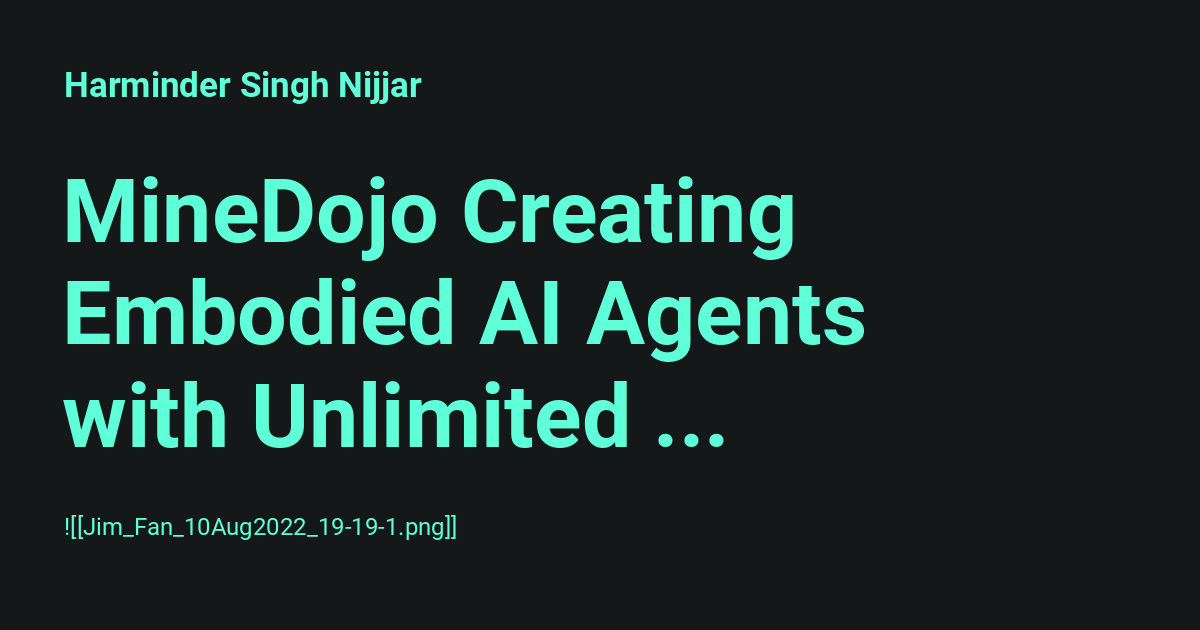 Harminder Singh Nijjar
MineDojo Creating
Embodied AI Agents
with Unlimited ...
![[Jim_Fan_10Aug2022_19-19-1.png]]